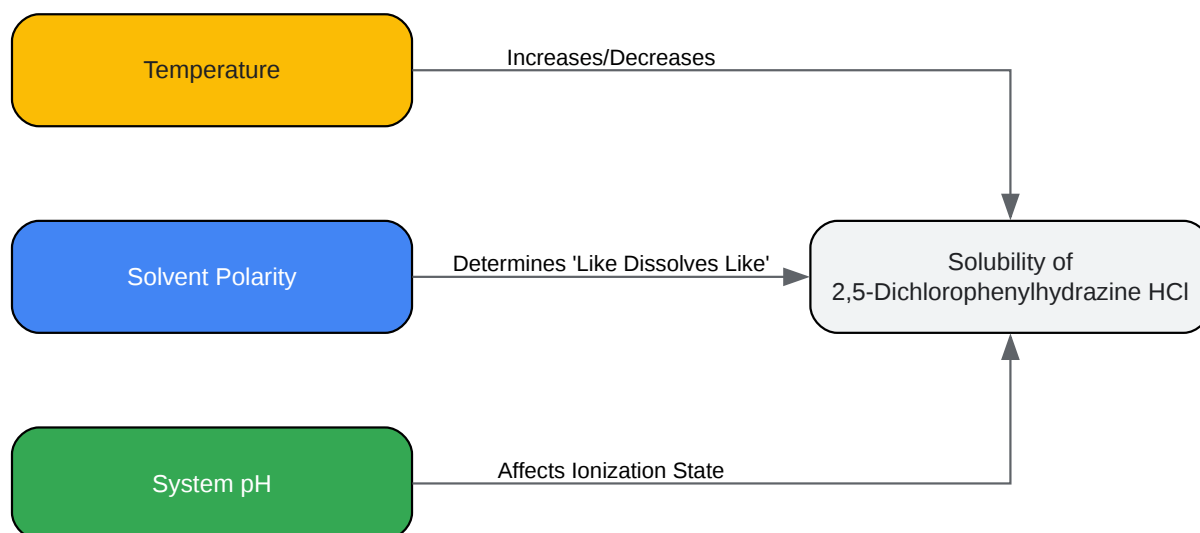 Temperature
Increases/Decreases
Solvent Polarity
Determines 'Like Dissolves Like'
Solubility of
2,5-Dichlorophenylhydrazine HCl
System pH
Affects Ionization State